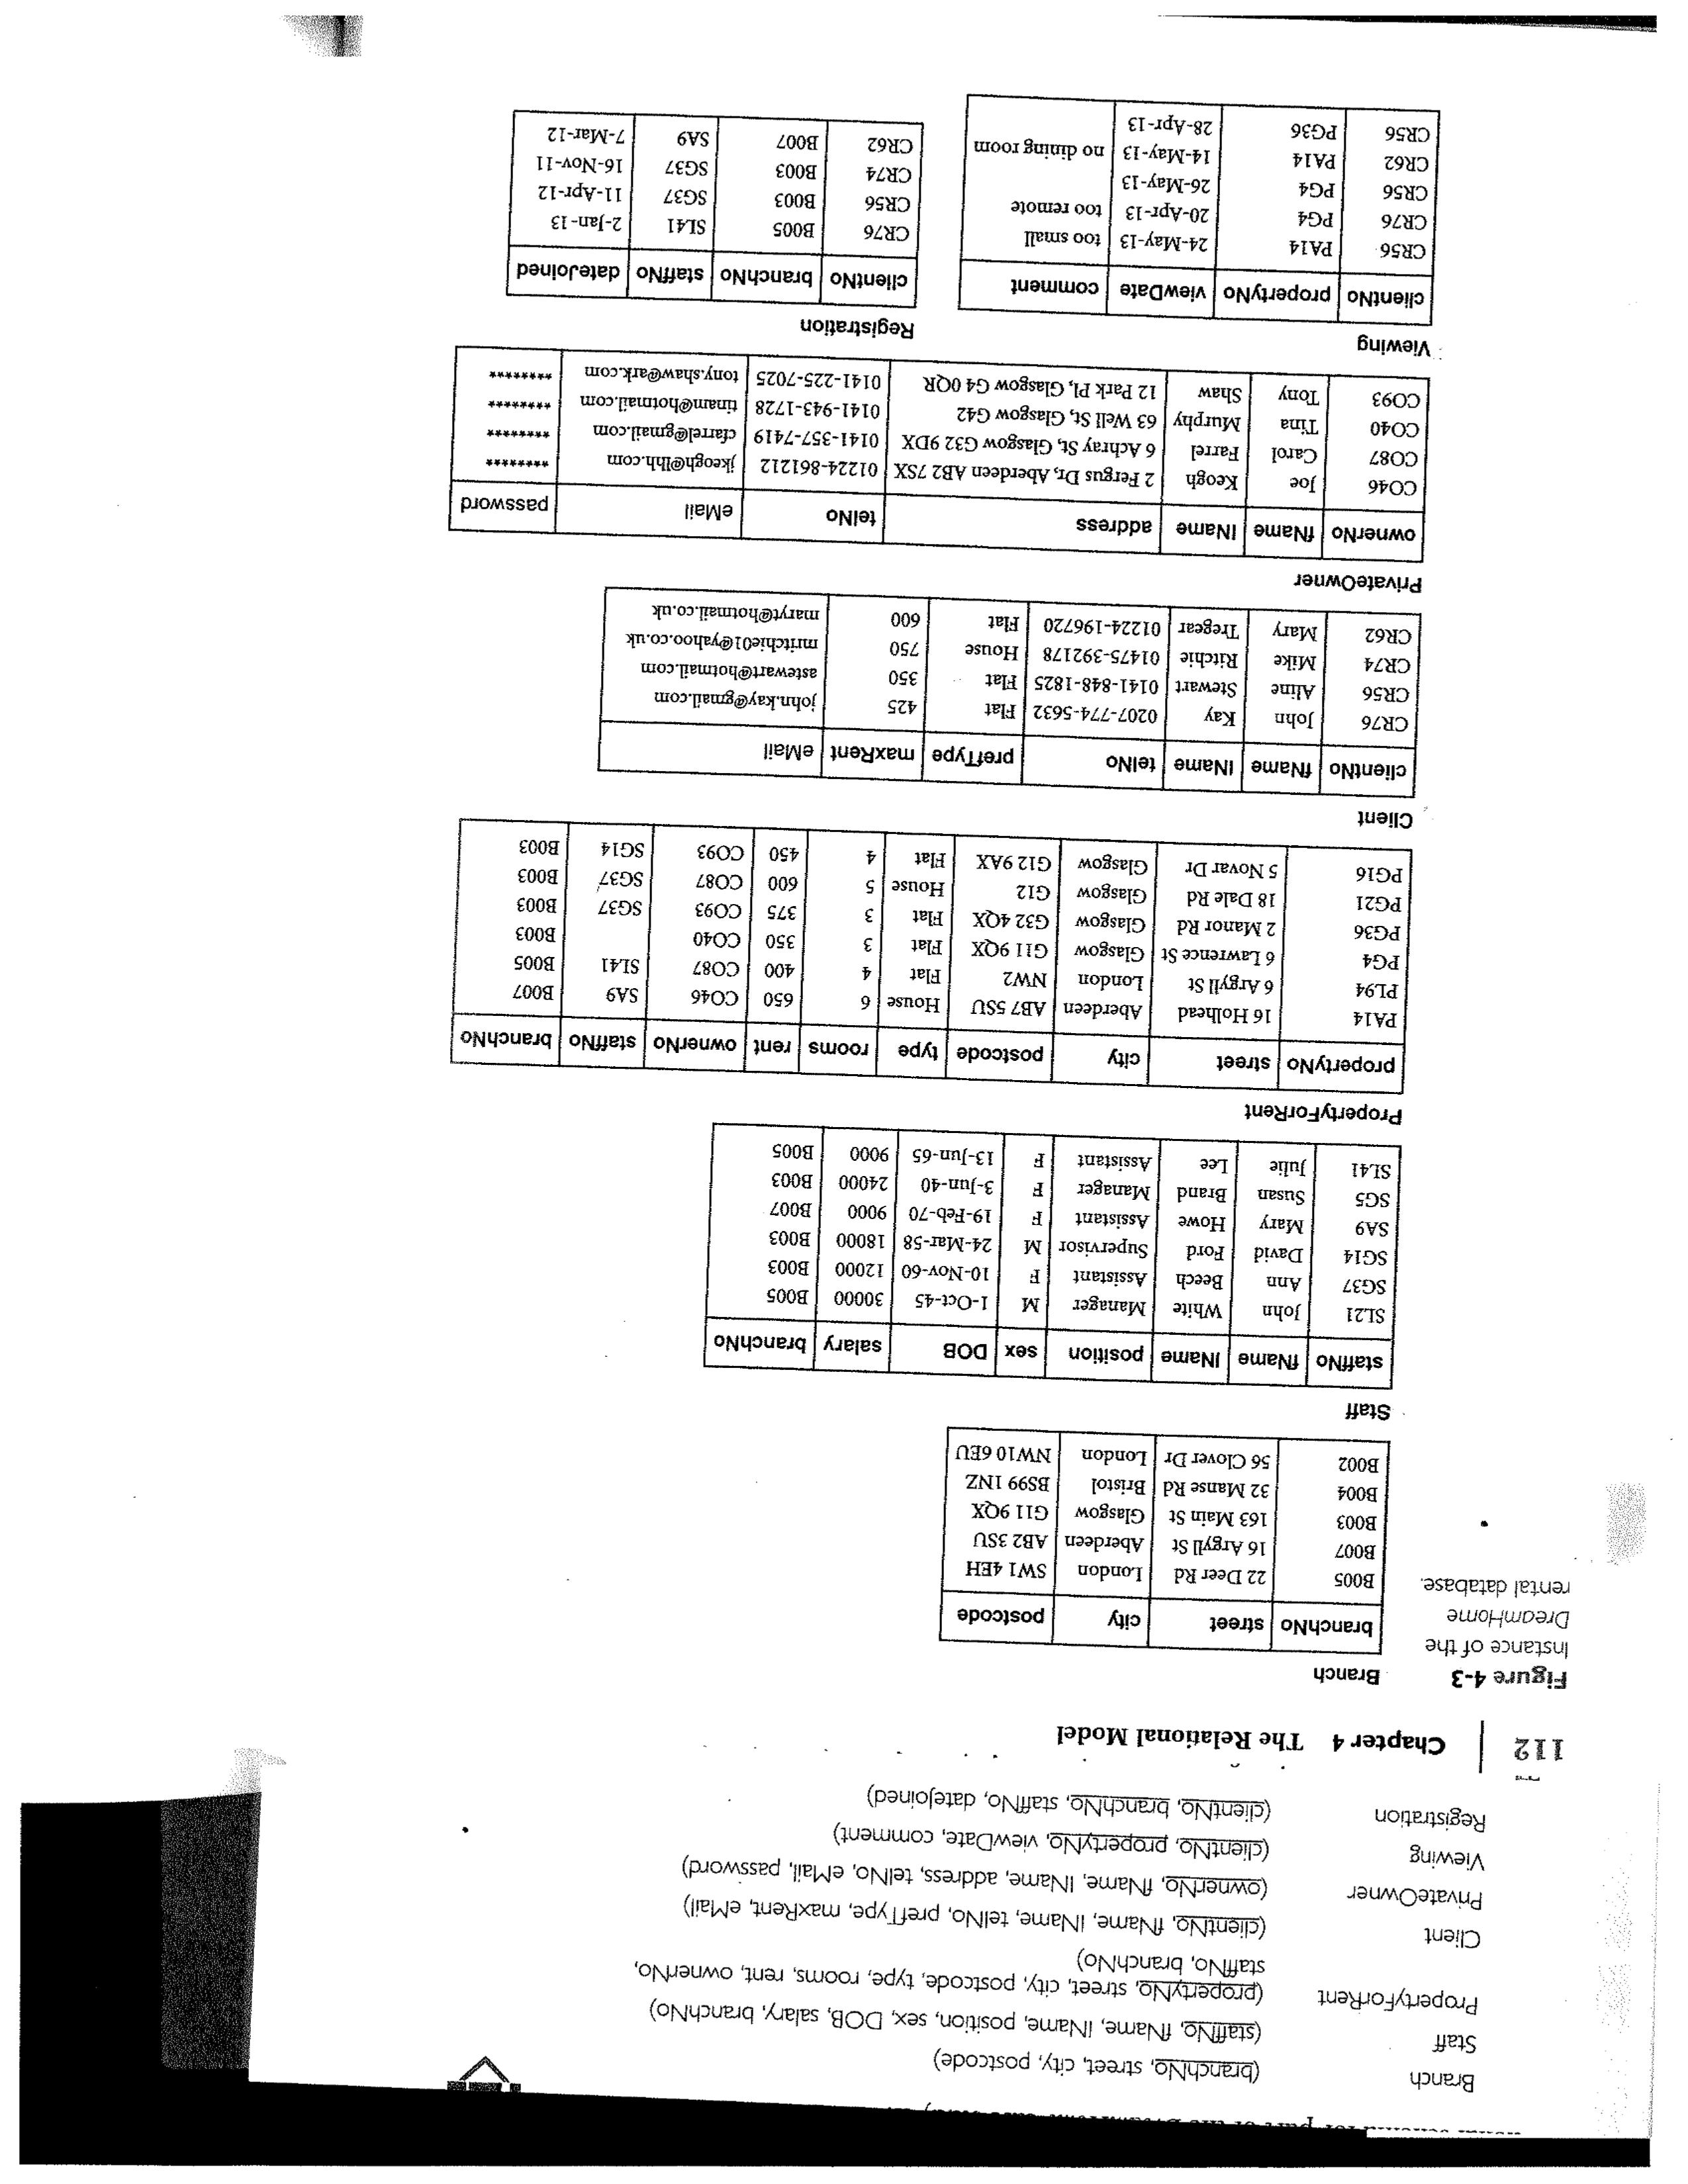 Branch (branchNo, street, city, postcode)
Staff (staffNo, fName, lName, position, sex, DOB, salary, branchNo)
PropertyForRent (propertyNo, street, city, postcode, type, rooms, rent, ownerNo,
staffNo, branchNo)
Client (clientNo, fName, lName, telNo, prefType, maxRent, eMail)
PrivateOwner (ownerNo, fName, lName, address, telNo, eMail, password)
Viewing (clientNo, propertyNo, viewDate, comment)
Registration (clientNo, branchNo, staffNo, dateJoined)
112 Chapter 4 The Relational Model
Figure 4-3
Instance of the
DreamHome
rental database.
Branch
branchNo street city postcode
B005 22 Deer Rd London SW1 4EH
B007 16 Argyll St Aberdeen AB2 3SU
B003 163 Main St Glasgow G11 9QX
B004 32 Manse Rd Bristol BS99 1NZ
B002 56 Clover Dr London NW10 6EU
Staff
staffNo fName lName position sex DOB salary branchNo
SL21 John White Manager M 1-Oct-45 30000 B005
SG37 Ann Beech Assistant F 10-Nov-60 12000 B003
SG14 David Ford Supervisor M 24-Mar-58 18000 B003
SA9 Mary Howe Assistant F 19-Feb-70 9000 B007
SG5 Susan Brand Manager F 3-Jun-40 24000 B003
SL41 Julie Lee Assistant F 13-Jun-65 9000 B005
PropertyForRent
propertyNo street city postcode type rooms rent ownerNo staffNo branchNo
PA14 16 Holhead Aberdeen AB7 5SU House 6 650 CO46 SA9 B007
PL94 6 Argyll St London NW2 Flat 4 400 CO87 SL41 B005
PG4 6 Lawrence St Glasgow G11 9QX Flat 3 350 CO40 B003
PG36 2 Manor Rd Glasgow G32 4QX Flat 3 375 CO93 SG37 B003
PG21 18 Dale Rd Glasgow G12 House 5 600 CO87 SG37 B003
PG16 5 Novar Dr Glasgow G12 9AX Flat 4 450 CO93 SG14 B003
Client
clientNo fName lName telNo prefType maxRent eMail
CR76 John Kay 0207-774-5632 Flat 425 john.kay@gmail.com
CR56 Aline Stewart 0141-848-1825 Flat 350 astewart@hotmail.com
CR74 Mike Ritchie 01475-392178 House 750 mritchie01@yahoo.co.uk
CR62 Mary Tregear 01224-196720 Flat 600 maryt@hotmail.co.uk
PrivateOwner
ownerNo fName lName address telNo eMail password
CO46 Joe Keogh 2 Fergus Dr, Aberdeen AB2 7SX 01224-861212 jkeogh@lhh.com ********
CO87 Carol Farrel 6 Achray St, Glasgow G32 9DX 0141-357-7419 cfarrel@gmail.com ********
CO40 Tina Murphy 63 Well St, Glasgow G42 0141-943-1728 tinam@hotmail.com ********
CO93 Tony Shaw 12 Park Pl, Glasgow G4 0QR 0141-225-7025 tony.shaw@ark.com ********
Viewing
clientNo propertyNo viewDate comment
CR56 PA14 24-May-13 too small
CR76 PG4 20-Apr-13 too remote
CR56 PG4 26-May-13
CR62 PA14 14-May-13 no dining room
CR56 PG36 28-Apr-13
Registration
clientNo branchNo staffNo dateJoined
CR76 B005 SL41 2-Jan-13
CR56 B003 SG37 11-Apr-12
CR74 B003 SG37 16-Nov-11
CR62 B007 SA9 7-Mar-12